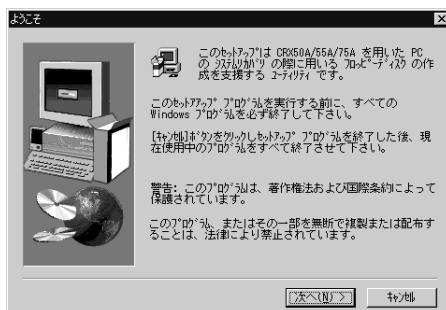 ようこそ
このｾｯﾄｱｯﾌﾟは CRX50A/55A/75A を用いた PC
の ｼｽﾃﾑﾘｶﾊﾞﾘ の際に用いる ﾌﾛｯﾋﾟｰﾃﾞｨｽｸ の作
成を支援する ﾕｰﾃｨﾘﾃｨ です。
このｾｯﾄｱｯﾌﾟ ﾌﾟﾛｸﾞﾗﾑを実行する前に、すべての
Windows ﾌﾟﾛｸﾞﾗﾑを必ず終了して下さい。
[ｷｬﾝｾﾙ]ﾎﾞﾀﾝをｸﾘｯｸしｾｯﾄｱｯﾌﾟ ﾌﾟﾛｸﾞﾗﾑを終了した後、現
在使用中のﾌﾟﾛｸﾞﾗﾑをすべて終了させて下さい。
警告: このﾌﾟﾛｸﾞﾗﾑは、著作権法および国際条約によって
保護されています。
このﾌﾟﾛｸﾞﾗﾑ、またはその一部を無断で複製または配布す
ることは、法律により禁止されています。
次へ(N) >
ｷｬﾝｾﾙ